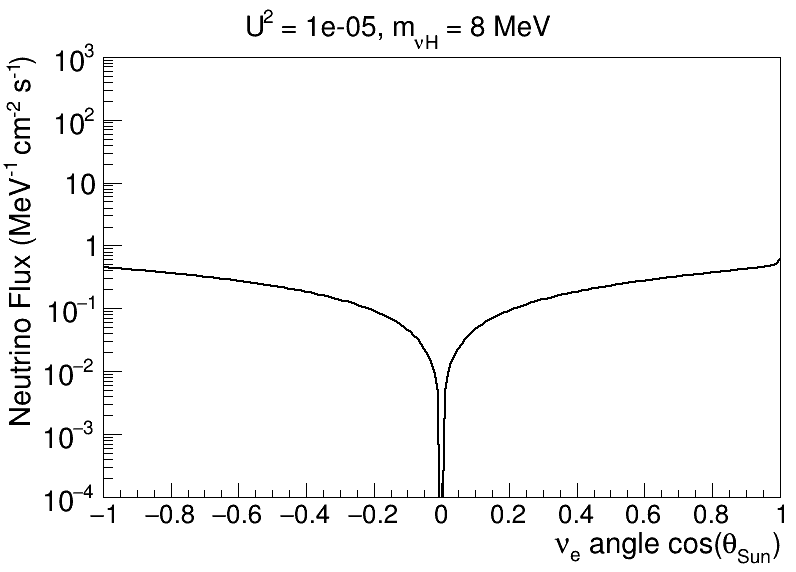 U² = 1e-05, m_νH = 8 MeV
Neutrino Flux (MeV⁻¹ cm⁻² s⁻¹)
10³
10²
10
1
10⁻¹
10⁻²
10⁻³
10⁻⁴
−1 −0.8 −0.6 −0.4 −0.2 0 0.2 0.4 0.6 0.8 1
ν_e angle cos(θ_Sun)